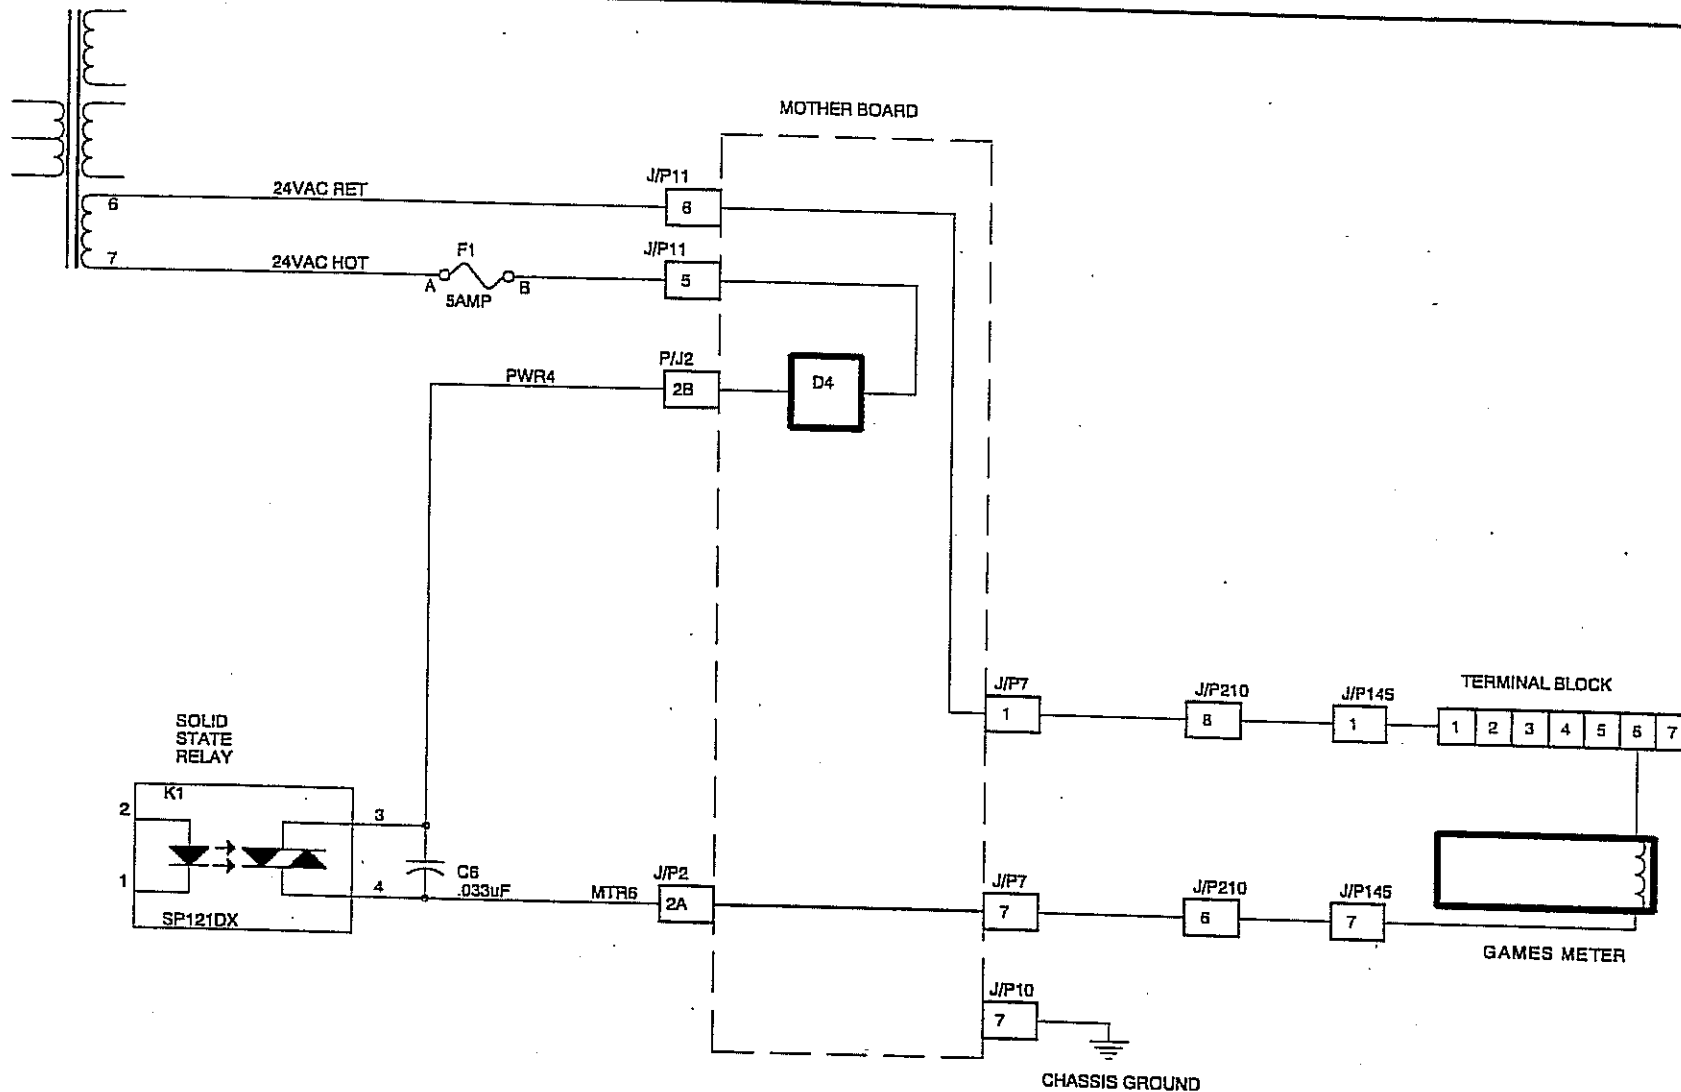 MOTHER BOARD
J/P11
24VAC RET
6
6
J/P11
F1
7
24VAC HOT
A
B
5
5AMP
P/J2
PWR4
2B
D4
J/P7
J/P210
J/P145
TERMINAL BLOCK
1
8
1
1 2 3 4 5 6 7
SOLID
STATE
RELAY
K1
2
3
1
4
C6
.033uF
SP121DX
MTR6
J/P2
2A
J/P7
7
J/P210
6
J/P145
7
GAMES METER
J/P10
7
CHASSIS GROUND